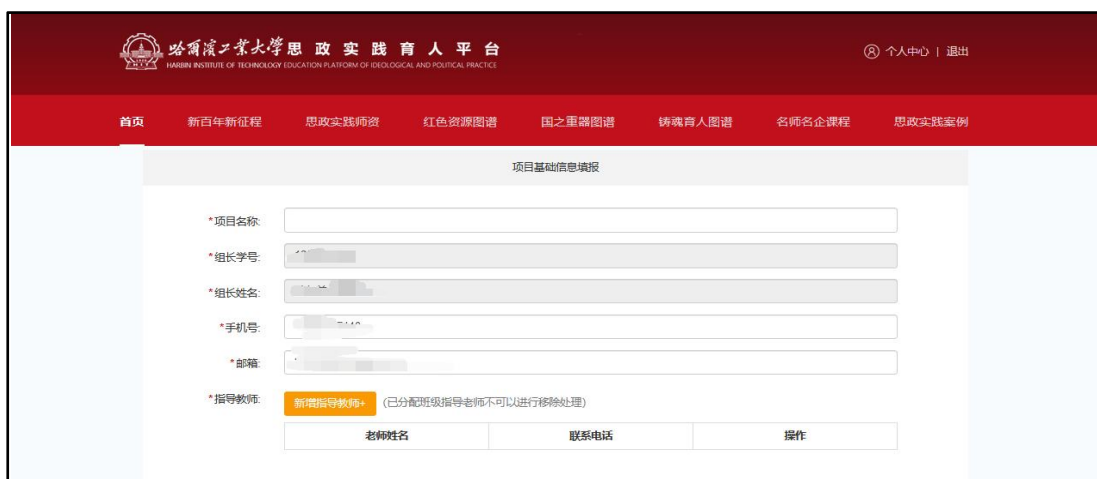 哈爾濱工業大學思政实践育人平台
HARBIN INSTITUTE OF TECHNOLOGY EDUCATION PLATFORM OF IDEOLOGICAL AND POLITICAL PRACTICE
个人中心 | 退出
首页 新百年新征程 思政实践师资 红色资源图谱 国之重器图谱 铸魂育人图谱 名师名企课程 思政实践案例
项目基础信息填报
*项目名称:
*组长学号:
*组长姓名:
*手机号:
*邮箱:
*指导教师: 新增指导教师+ (已分配班级指导老师不可以进行移除处理)
老师姓名 联系电话 操作